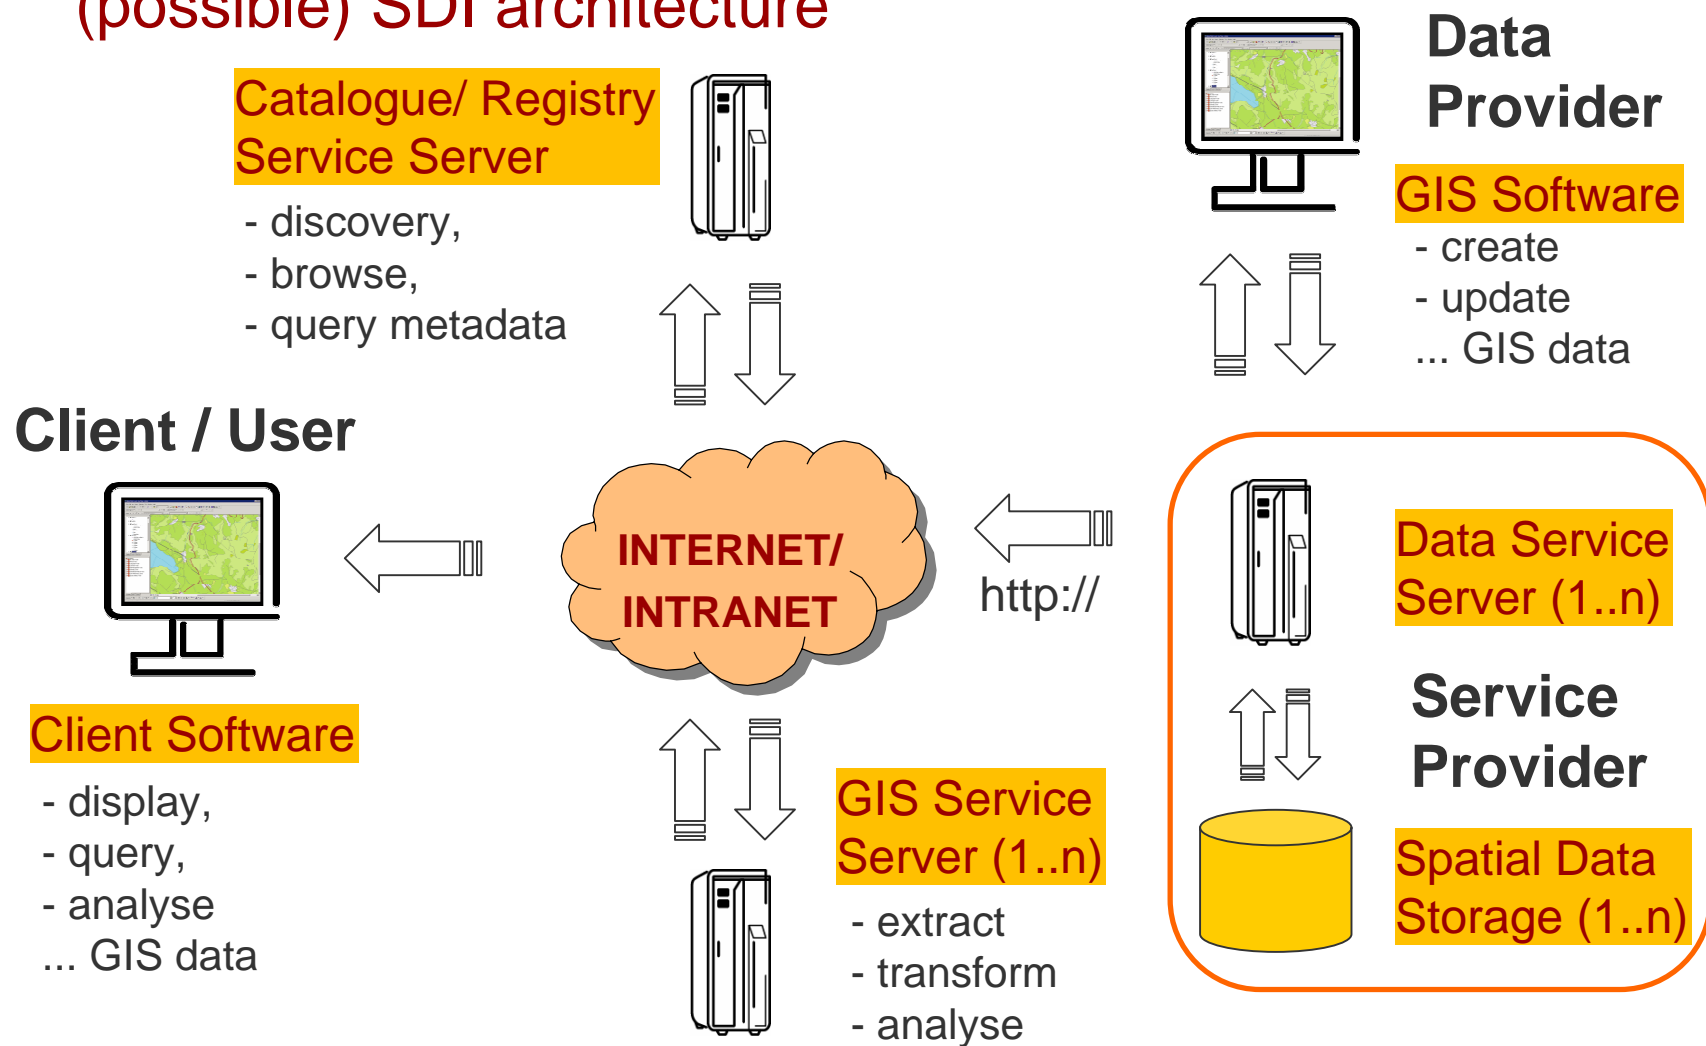 (possible) SDI architecture
Catalogue/ Registry
Service Server
- discovery,
- browse,
- query metadata
Data
Provider
GIS Software
- create
- update
... GIS data
Client / User
Client Software
- display,
- query,
- analyse
... GIS data
INTERNET/
INTRANET
http://
GIS Service
Server (1..n)
- extract
- transform
- analyse
Data Service
Server (1..n)
Service
Provider
Spatial Data
Storage (1..n)